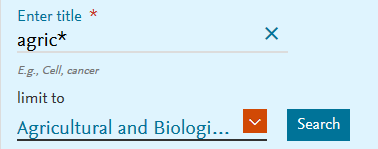 Enter title *
agric*
E.g., Cell, cancer
limit to
Agricultural and Biologi...
Search